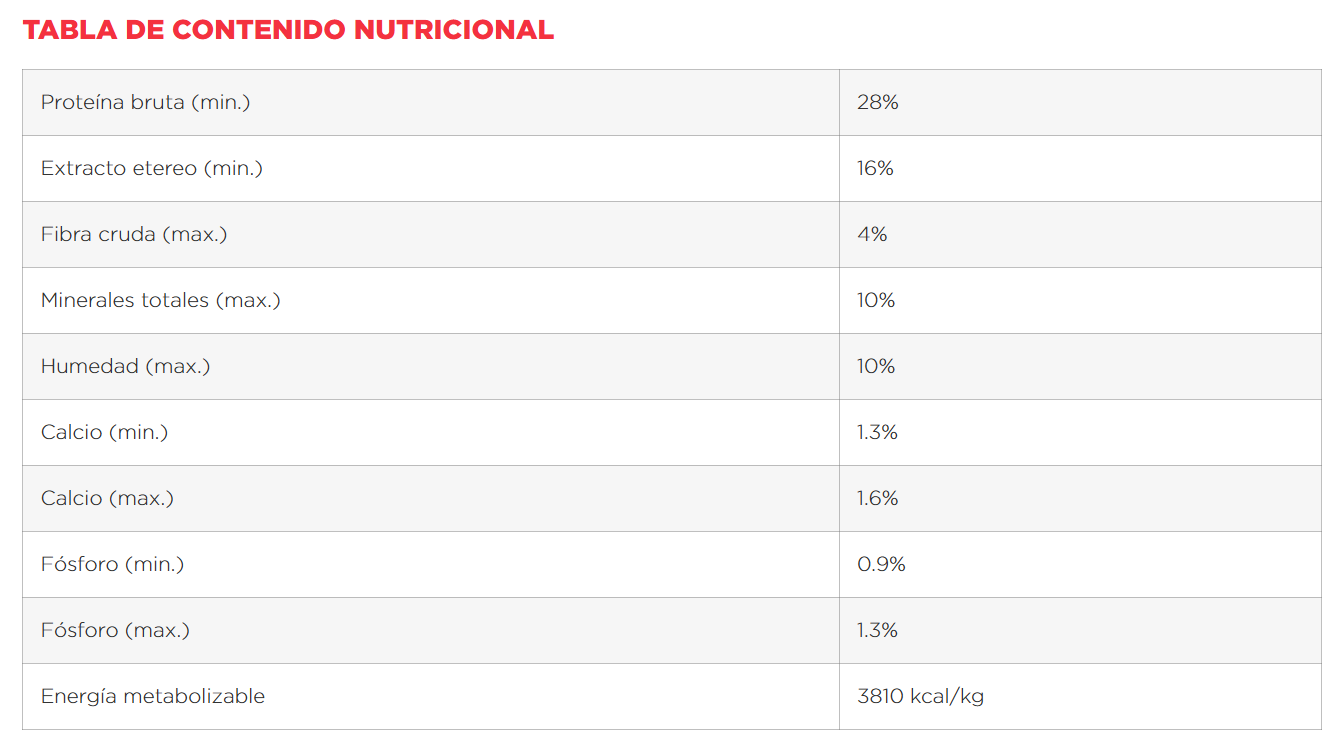 TABLA DE CONTENIDO NUTRICIONAL
Proteína bruta (min.) 28%
Extracto etereo (min.) 16%
Fibra cruda (max.) 4%
Minerales totales (max.) 10%
Humedad (max.) 10%
Calcio (min.) 1.3%
Calcio (max.) 1.6%
Fósforo (min.) 0.9%
Fósforo (max.) 1.3%
Energía metabolizable 3810 kcal/kg